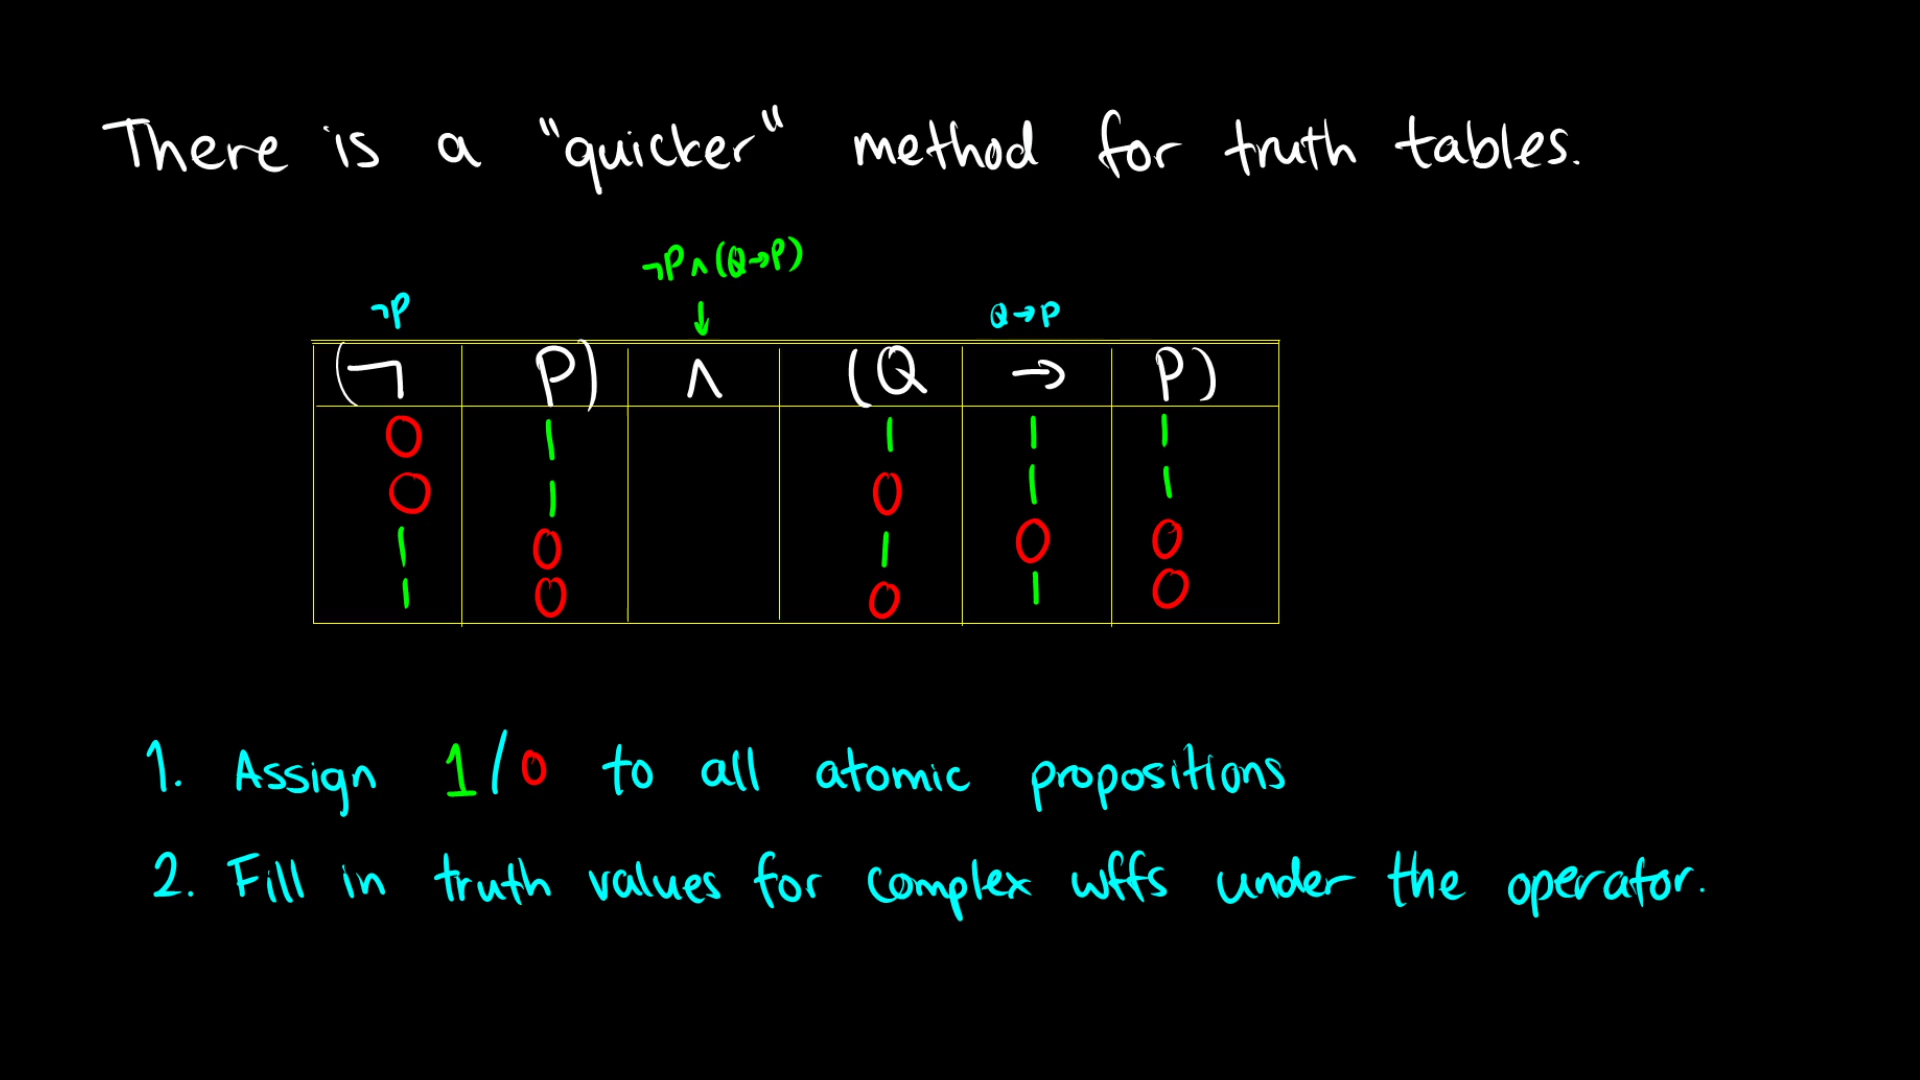 There is a "quicker" method for truth tables.
¬P∧(Q→P)
¬P ↓ Q→P
(¬ P) ∧ (Q → P)
0 1 1 1 1
0 1 0 1 1
1 0 1 0 0
1 0 0 1 0
1. Assign 1/0 to all atomic propositions
2. Fill in truth values for complex wffs under the operator.